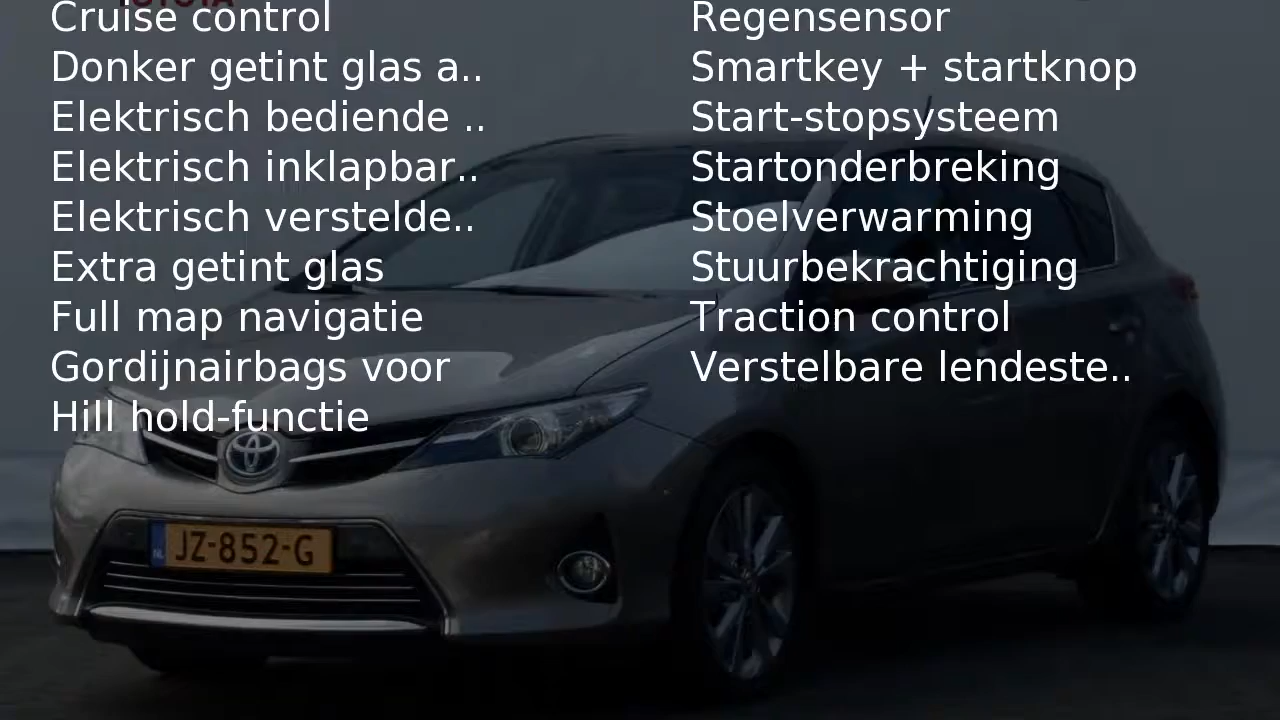 Cruise control
Donker getint glas a..
Elektrisch bediende ..
Elektrisch inklapbar..
Elektrisch verstelde..
Extra getint glas
Full map navigatie
Gordijnairbags voor
Hill hold-functie
Regensensor
Smartkey + startknop
Start-stopsysteem
Startonderbreking
Stoelverwarming
Stuurbekrachtiging
Traction control
Verstelbare lendeste..
NL JZ-852-G